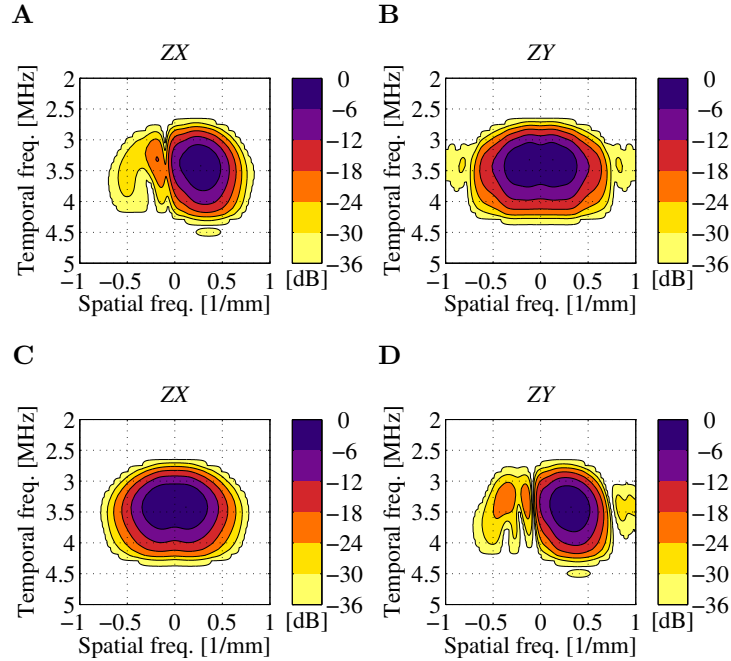 A B
ZX ZY
Temporal freq. [MHz] Temporal freq. [MHz]
2 0 2 0
2.5 −6 2.5 −6
3 −12 3 −12
3.5 −18 3.5 −18
4 −24 4 −24
4.5 −30 4.5 −30
5 −36 5 −36
−1 −0.5 0 0.5 1 [dB] −1 −0.5 0 0.5 1 [dB]
Spatial freq. [1/mm] Spatial freq. [1/mm]
C D
ZX ZY
Temporal freq. [MHz] Temporal freq. [MHz]
2 0 2 0
2.5 −6 2.5 −6
3 −12 3 −12
3.5 −18 3.5 −18
4 −24 4 −24
4.5 −30 4.5 −30
5 −36 5 −36
−1 −0.5 0 0.5 1 [dB] −1 −0.5 0 0.5 1 [dB]
Spatial freq. [1/mm] Spatial freq. [1/mm]